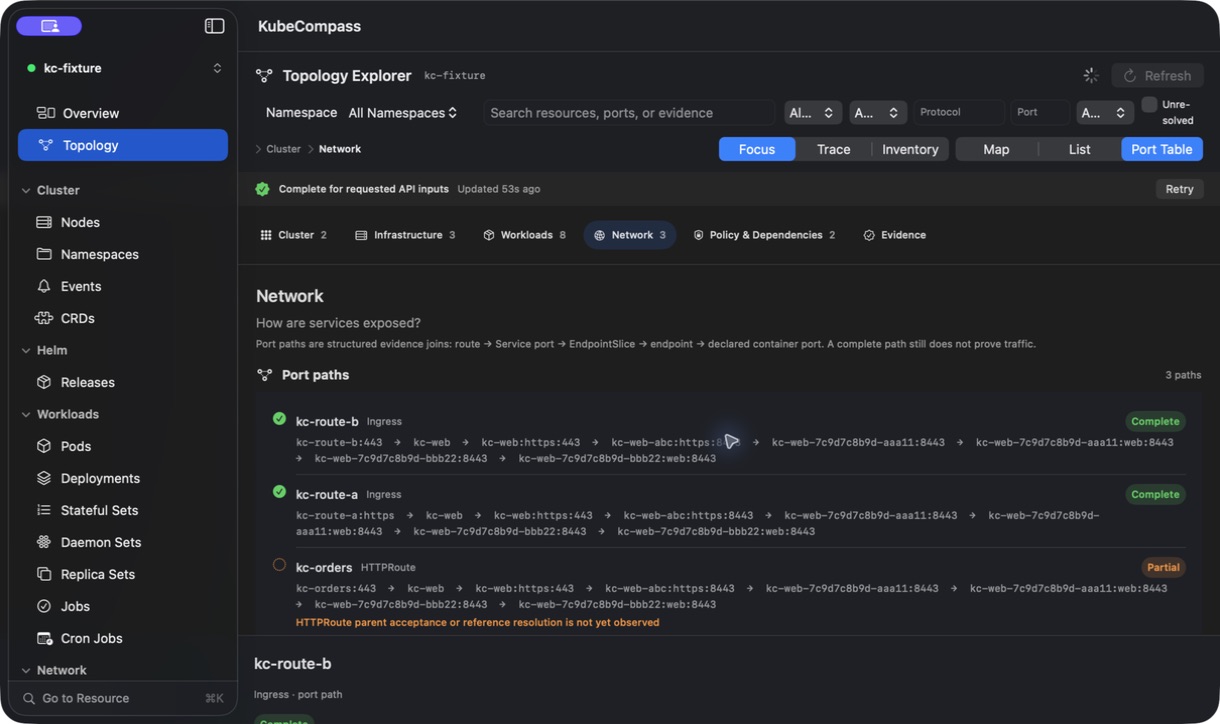 KubeCompass
kc-fixture
Overview
Topology
Cluster
Nodes
Namespaces
Events
CRDs
Helm
Releases
Workloads
Pods
Deployments
Stateful Sets
Daemon Sets
Replica Sets
Jobs
Cron Jobs
Network
Go to Resource ⌘K
Topology Explorer kc-fixture
Refresh
Namespace All Namespaces Search resources, ports, or evidence Al... A... Protocol Port A... Unre-
solved
Cluster Network
Focus Trace Inventory Map List Port Table
Complete for requested API inputs Updated 53s ago Retry
Cluster 2 Infrastructure 3 Workloads 8 Network 3 Policy & Dependencies 2 Evidence
Network
How are services exposed?
Port paths are structured evidence joins: route → Service port → EndpointSlice → endpoint → declared container port. A complete path still does not prove traffic.
Port paths 3 paths
kc-route-b Ingress Complete
kc-route-b:443 → kc-web → kc-web:https:443 → kc-web-abc:https: → kc-web-7c9d7c8b9d-aaa11:8443 → kc-web-7c9d7c8b9d-aaa11:web:8443
→ kc-web-7c9d7c8b9d-bbb22:8443 → kc-web-7c9d7c8b9d-bbb22:web:8443
kc-route-a Ingress Complete
kc-route-a:https → kc-web → kc-web:https:443 → kc-web-abc:https:8443 → kc-web-7c9d7c8b9d-aaa11:8443 → kc-web-7c9d7c8b9d-
aaa11:web:8443 → kc-web-7c9d7c8b9d-bbb22:8443 → kc-web-7c9d7c8b9d-bbb22:web:8443
kc-orders HTTPRoute Partial
kc-orders:443 → kc-web → kc-web:https:443 → kc-web-abc:https:8443 → kc-web-7c9d7c8b9d-aaa11:8443 → kc-web-7c9d7c8b9d-aaa11:web:8443
→ kc-web-7c9d7c8b9d-bbb22:8443 → kc-web-7c9d7c8b9d-bbb22:web:8443
HTTPRoute parent acceptance or reference resolution is not yet observed
kc-route-b
Ingress · port path
Complete